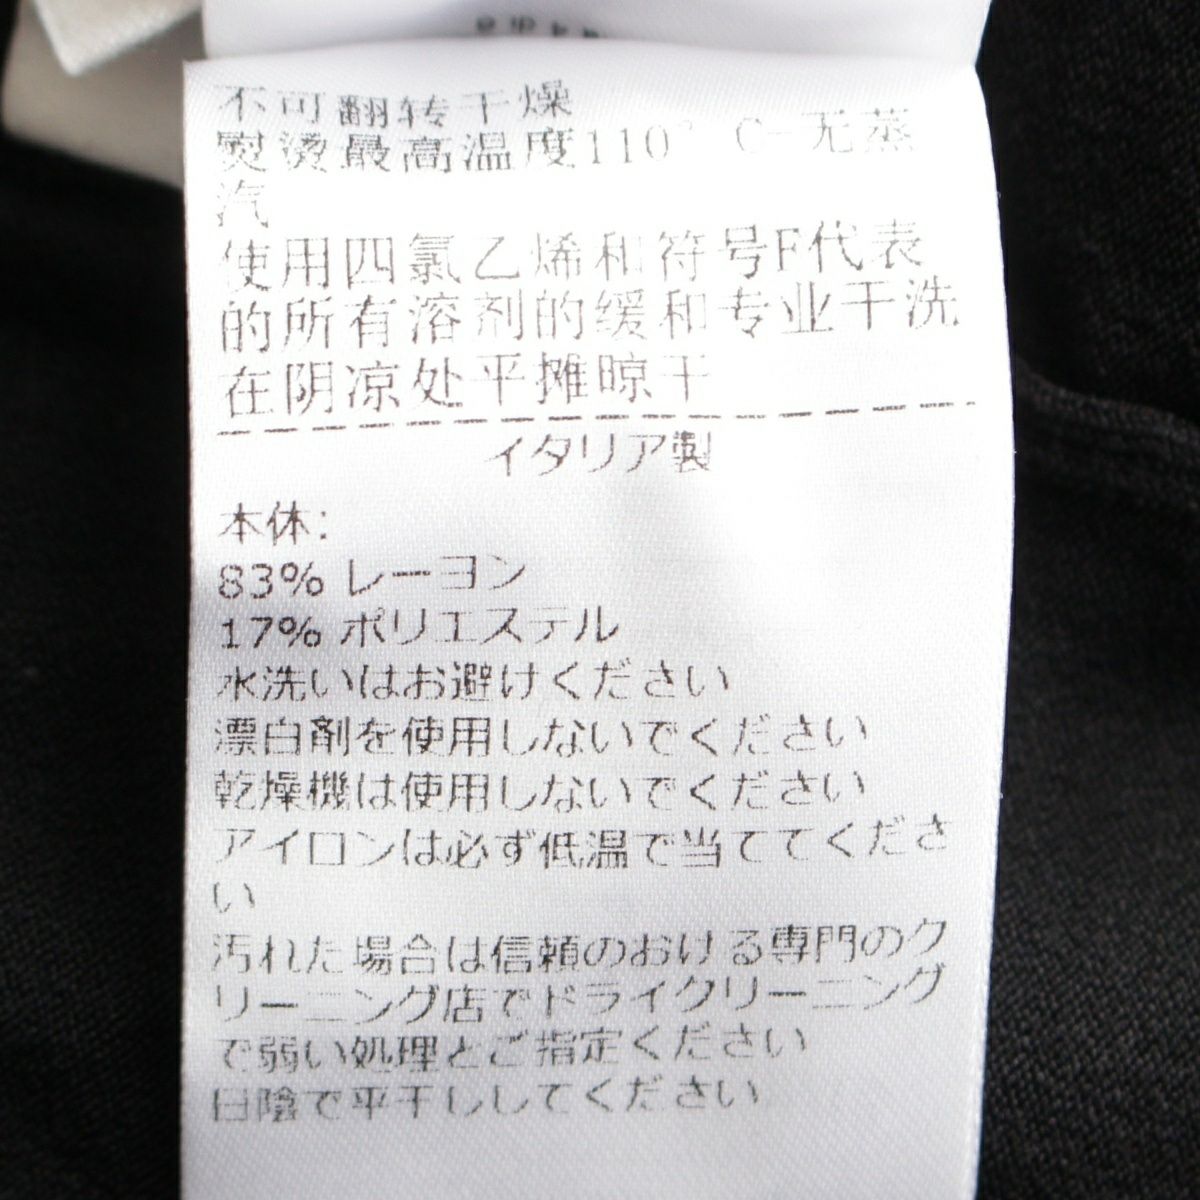 不可翻转干燥
熨烫最高温度110°C-无蒸
汽
使用四氯乙烯和符号F代表
的所有溶剂的缓和专业干洗
在阴凉处平摊晾干
イタリア製
本体:
83% レーヨン
17% ポリエステル
水洗いはお避けください
漂白剤を使用しないでください
乾燥機は使用しないでください
アイロンは必ず低温で当ててくださ
い
汚れた場合は信頼のおける専門のク
リーニング店でドライクリーニング
で弱い処理とご指定ください
日陰で平干ししてください